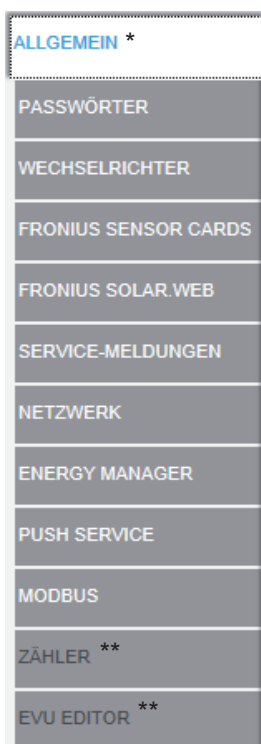 ALLGEMEIN *
PASSWÖRTER
WECHSELRICHTER
FRONIUS SENSOR CARDS
FRONIUS SOLAR.WEB
SERVICE-MELDUNGEN
NETZWERK
ENERGY MANAGER
PUSH SERVICE
MODBUS
ZÄHLER **
EVU EDITOR **